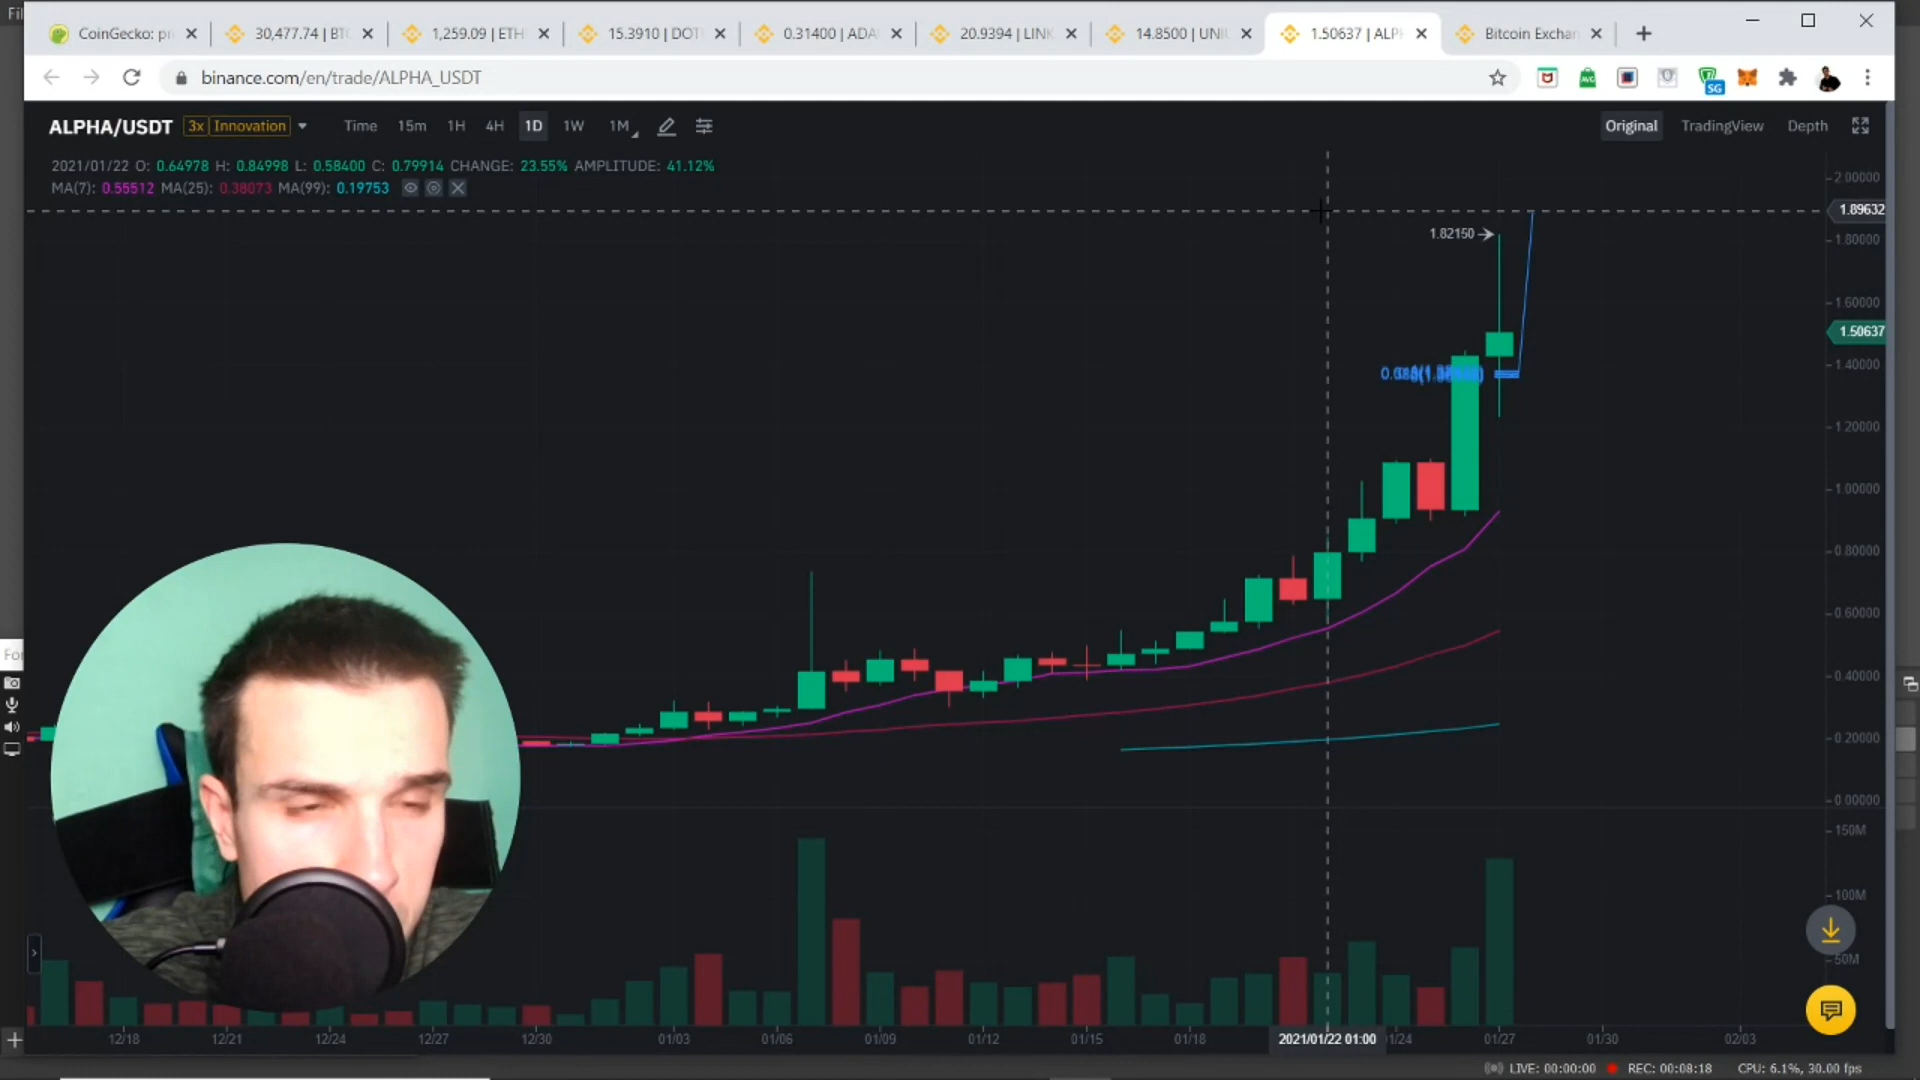 Fil
CoinGecko: pr
30,477.74 | BTC
1,259.09 | ETH
15.3910 | DOT
0.31400 | ADA
20.9394 | LINK
14.8500 | UNI
1.50637 | ALPH
Bitcoin Exchan
binance.com/en/trade/ALPHA_USDT
SG
ALPHA/USDT 3x Innovation Time 15m 1H 4H 1D 1W 1M Original TradingView Depth
2021/01/22 O: 0.64978 H: 0.84998 L: 0.58400 C: 0.79914 CHANGE: 23.55% AMPLITUDE: 41.12%
MA(7): 0.55512 MA(25): 0.38073 MA(99): 0.19753
2.00000
1.89632
1.82150
1.80000
1.60000
1.50637
1.40000
1.20000
1.00000
0.80000
0.60000
0.40000
0.20000
0.00000
150M
100M
50M
For
12/18 12/21 12/24 12/27 12/30 01/03 01/06 01/09 01/12 01/15 01/18 2021/01/22 01:00 1/24 01/27 01/30 02/03
LIVE: 00:00:00 REC: 00:08:18 CPU: 6.1%, 30.00 fps